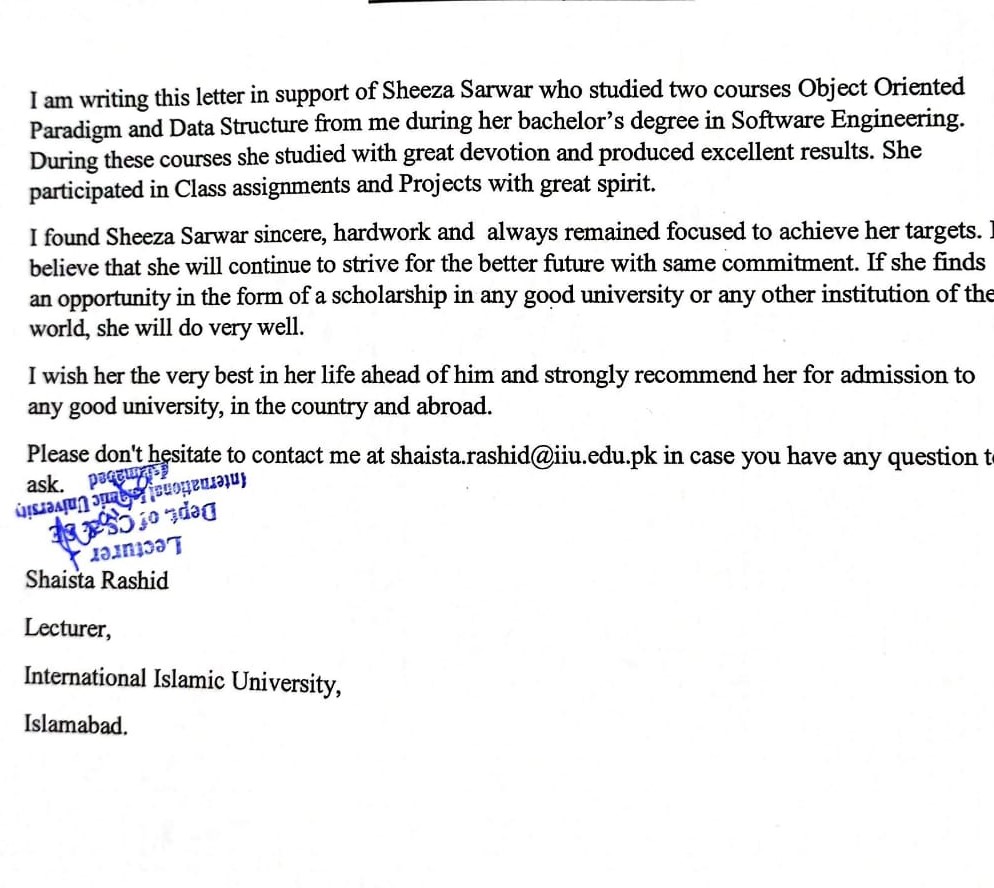 I am writing this letter in support of Sheeza Sarwar who studied two courses Object Oriented
Paradigm and Data Structure from me during her bachelor's degree in Software Engineering.
During these courses she studied with great devotion and produced excellent results. She
participated in Class assignments and Projects with great spirit.
I found Sheeza Sarwar sincere, hardwork and always remained focused to achieve her targets. I
believe that she will continue to strive for the better future with same commitment. If she finds
an opportunity in the form of a scholarship in any good university or any other institution of the
world, she will do very well.
I wish her the very best in her life ahead of him and strongly recommend her for admission to
any good university, in the country and abroad.
Please don't hesitate to contact me at shaista.rashid@iiu.edu.pk in case you have any question t
ask.
Lecturer
Dept. of CS&
International Islamic University
Islamabad
Shaista Rashid
Lecturer,
International Islamic University,
Islamabad.